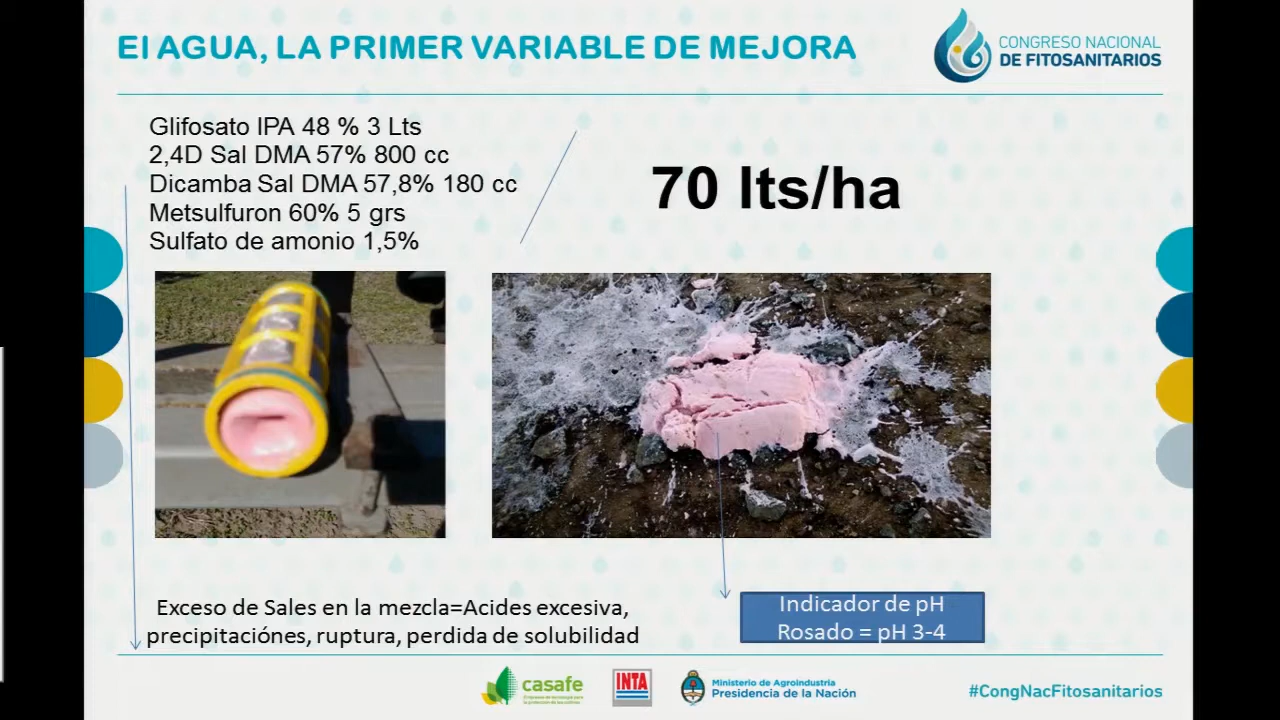 El AGUA, LA PRIMER VARIABLE DE MEJORA
CONGRESO NACIONAL
DE FITOSANITARIOS
Glifosato IPA 48 % 3 Lts
2,4D Sal DMA 57% 800 cc
Dicamba Sal DMA 57,8% 180 cc
Metsulfuron 60% 5 grs
Sulfato de amonio 1,5%
70 lts/ha
Exceso de Sales en la mezcla=Acides excesiva,
precipitaciónes, ruptura, perdida de solubilidad
Indicador de pH
Rosado = pH 3-4
casafe
INTA
Ministerio de Agroindustria
Presidencia de la Nación
#CongNacFitosanitarios